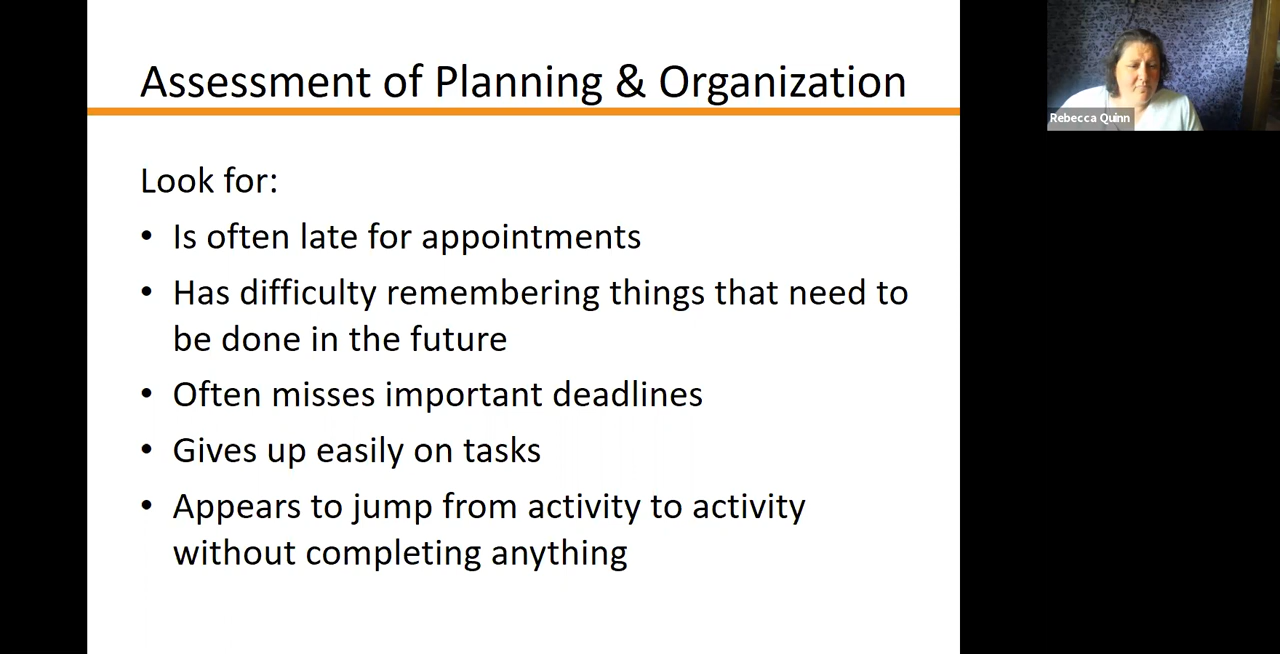 Assessment of Planning & Organization
Rebecca Quinn
Look for:
• Is often late for appointments
• Has difficulty remembering things that need to
be done in the future
• Often misses important deadlines
• Gives up easily on tasks
• Appears to jump from activity to activity
without completing anything